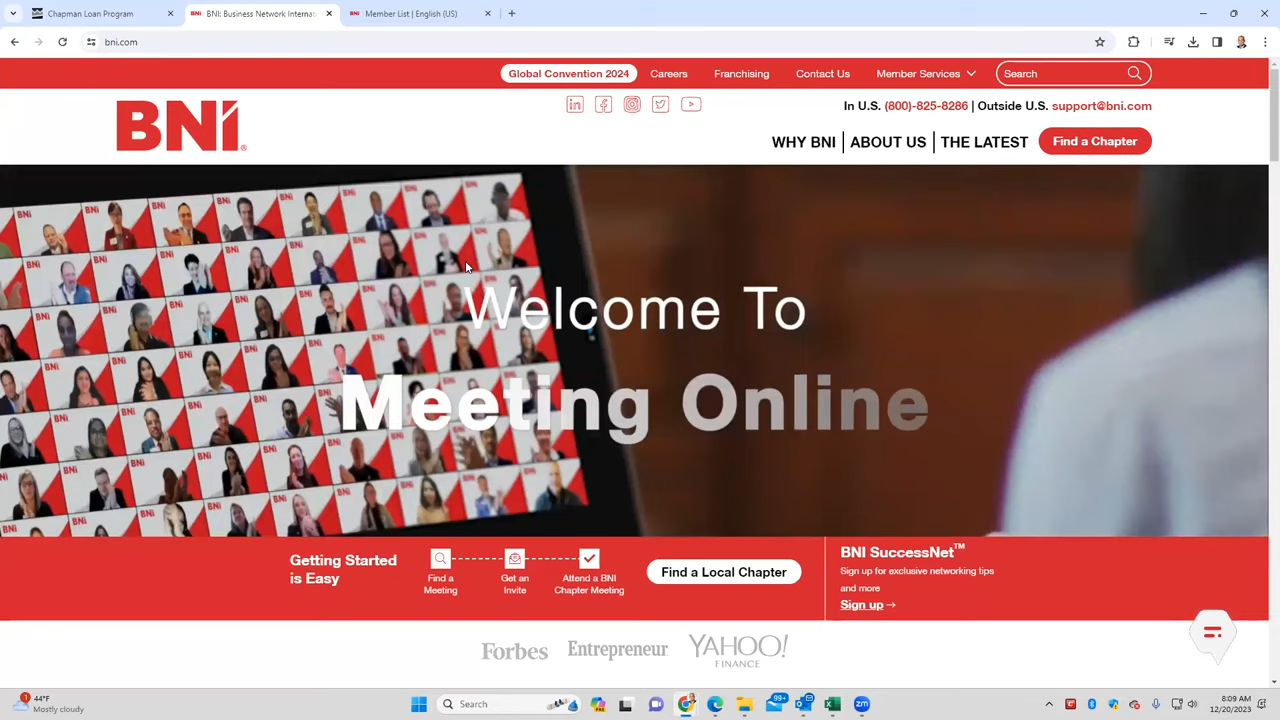 Chapman Loan Program
BNI: Business Network Internati
Member List | English (US)
bni.com
Global Convention 2024
Careers
Franchising
Contact Us
Member Services
Search
BNI®
In U.S. (800)-825-8286 | Outside U.S. support@bni.com
WHY BNI
ABOUT US
THE LATEST
Find a Chapter
Welcome To
Meeting Online
Getting Started
is Easy
Find a
Meeting
Get an
Invite
Attend a BNI
Chapter Meeting
Find a Local Chapter
BNI SuccessNet™
Sign up for exclusive networking tips
and more
Sign up →
Forbes
Entrepreneur
YAHOO!
FINANCE
1
44°F
Mostly cloudy
Search
99+
zm
8:09 AM
12/20/2023